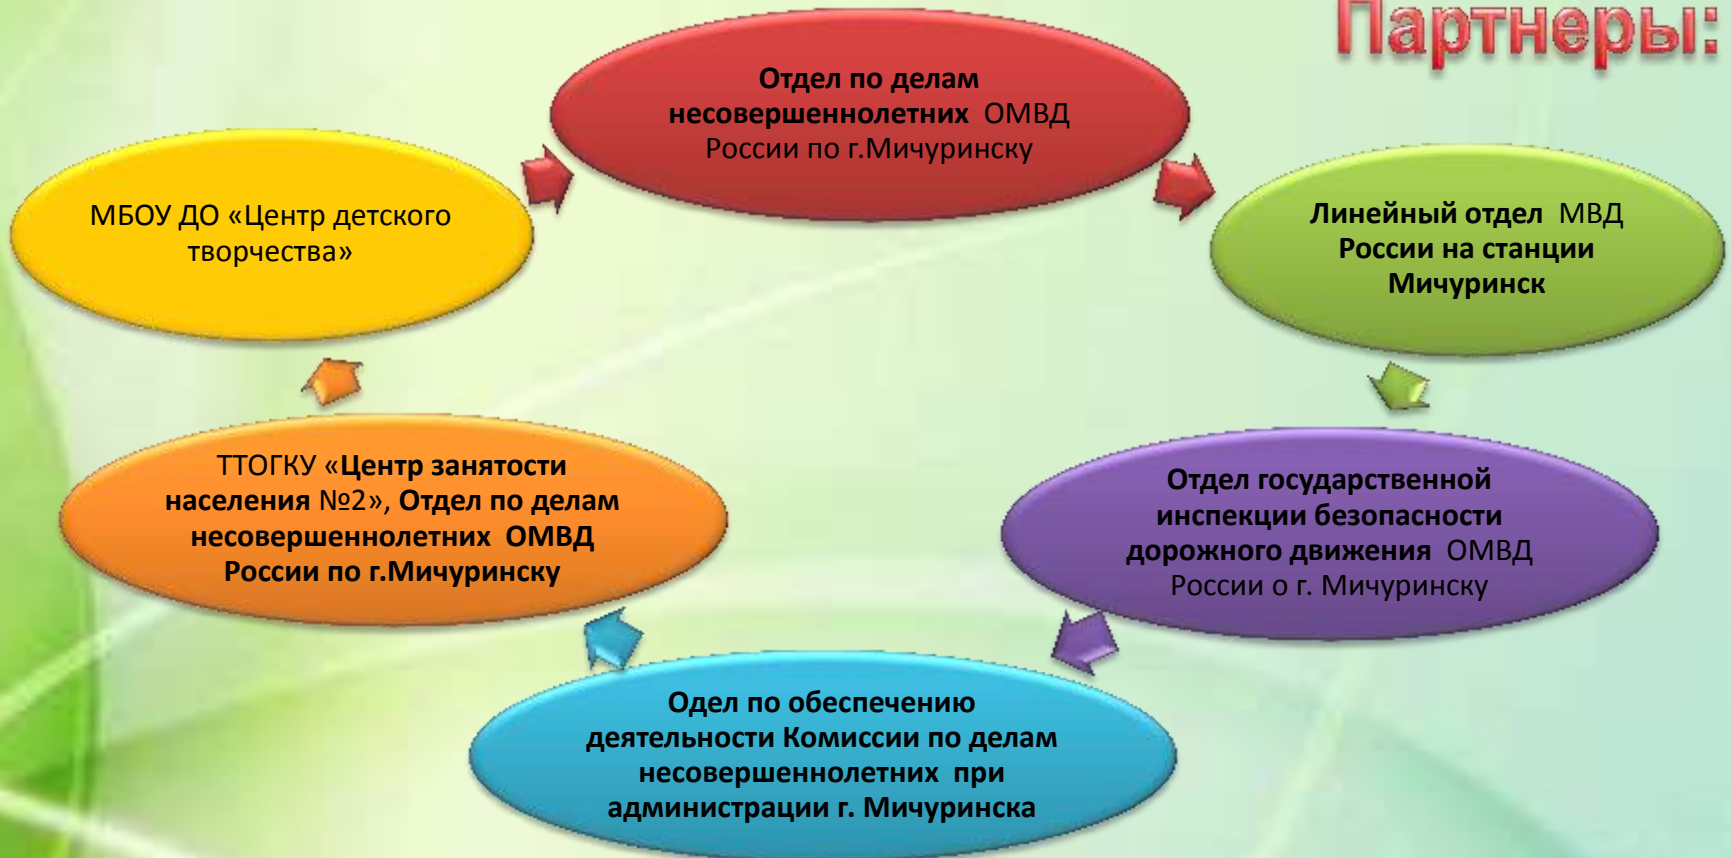 Партнеры:
Отдел по делам
несовершеннолетних ОМВД
России по г.Мичуринску
Линейный отдел МВД
России на станции
Мичуринск
Отдел государственной
инспекции безопасности
дорожного движения ОМВД
России о г. Мичуринску
Одел по обеспечению
деятельности Комиссии по делам
несовершеннолетних при
администрации г. Мичуринска
ТТОГКУ «Центр занятости
населения №2», Отдел по делам
несовершеннолетних ОМВД
России по г.Мичуринску
МБОУ ДО «Центр детского
творчества»